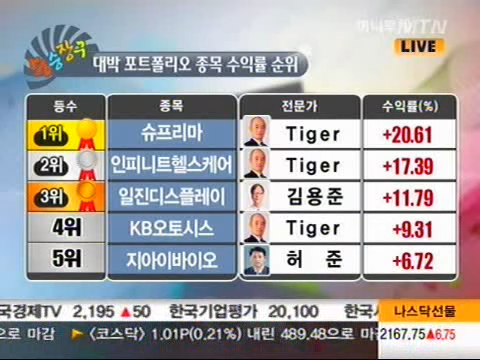 머니투데이 MTN
LIVE
대박 포트폴리오 종목 수익률 순위
등수 종목 전문가 수익률(%)
1위 슈프리마 Tiger +20.61
2위 인피니트헬스케어 Tiger +17.39
3위 일진디스플레이 김용준 +11.79
4위 KB오토시스 Tiger +9.31
5위 지아이바이오 허 준 +6.72
국경제TV 2,195 ▲50 한국기업평가 20,100 한국 나스닥선물
으로 마감 ▶ <코스닥> 1.01P(0.21%) 내린 489.48으로 마감 2167.75▲6.75